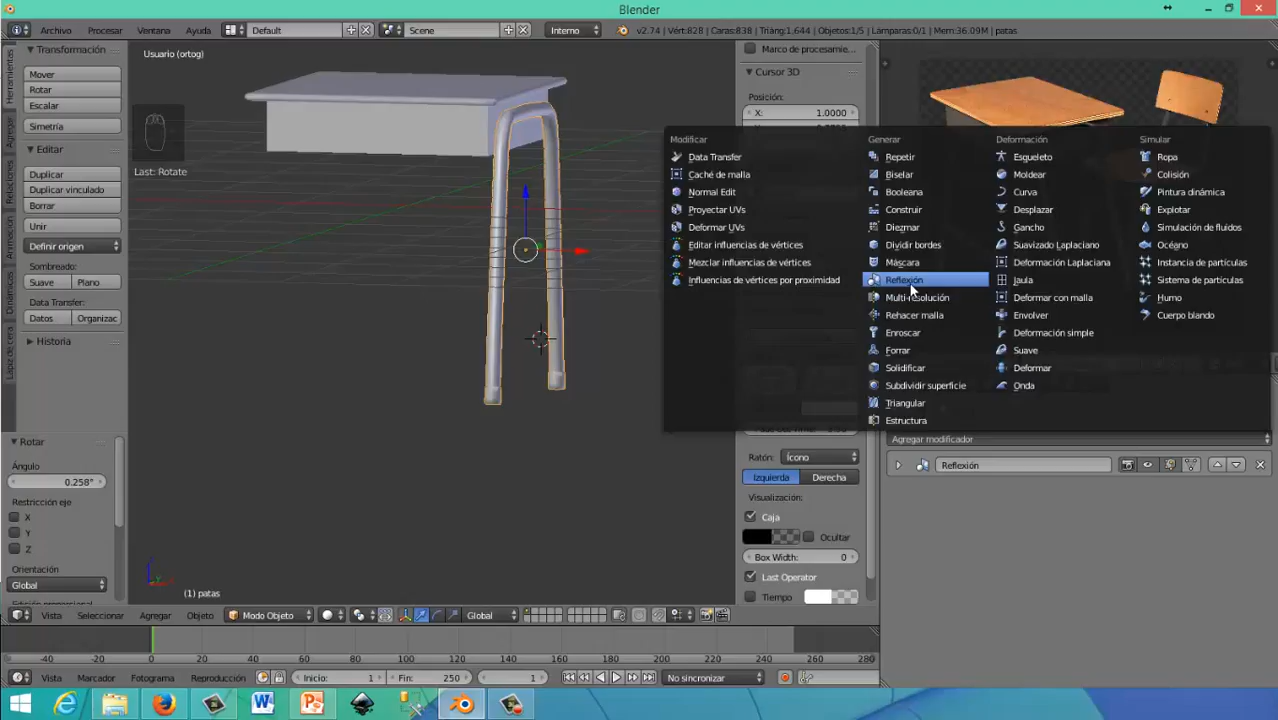 Blender
Archivo Procesar Ventana Ayuda Default Scene Interno v2.74 | Vért:828 | Caras:838 | Triáng:1,644 | Objetos:1/5 | Lámparas:0/1 | Mem:36.09M | patas
Herramientas
Agregar
Relaciones
Animación
Físicas
Lápiz de cera
Transformación
Mover
Rotar
Escalar
Simetría
Editar
Duplicar
Duplicar vinculado
Borrar
Unir
Definir origen
Sombreado:
Suave Plano
Data Transfer:
Datos Organizac
Historia
Rotar
Ángulo
0.258°
Restricción eje
X
Y
Z
Orientación
Global
Usuario (ortog)
Last: Rotate
(1) patas
Marco de procesamie...
Cursor 3D
Posición:
X: 1.0000
Modificar
Data Transfer
Caché de malla
Normal Edit
Proyectar UVs
Deformar UVs
Editar influencias de vértices
Mezclar influencias de vértices
Influencias de vértices por proximidad
Generar
Repetir
Biselar
Booleana
Construir
Diezmar
Dividir bordes
Máscara
Reflexión
Multi-resolución
Rehacer malla
Enroscar
Forrar
Solidificar
Subdividir superficie
Triangular
Estructura
Deformación
Esqueleto
Moldear
Curva
Desplazar
Gancho
Suavizado Laplaciano
Deformación Laplaciana
Jaula
Deformar con malla
Envolver
Deformación simple
Suave
Deformar
Onda
Simular
Ropa
Colisión
Pintura dinámica
Explotar
Simulación de fluidos
Océano
Instancia de partículas
Sistema de partículas
Humo
Cuerpo blando
Agregar modificador
Reflexión
Ratón: Ícono
Izquierda Derecha
Visualización:
Caja
Ocultar
Box Width: 0
Last Operator
Tiempo
Vista Seleccionar Agregar Objeto Modo Objeto Global
-40 -20 0 20 40 60 80 100 120 140 160 180 200 220 240 260 280
Vista Marcador Fotograma Reproducción Inicio: 1 Fin: 250 1 No sincronizar